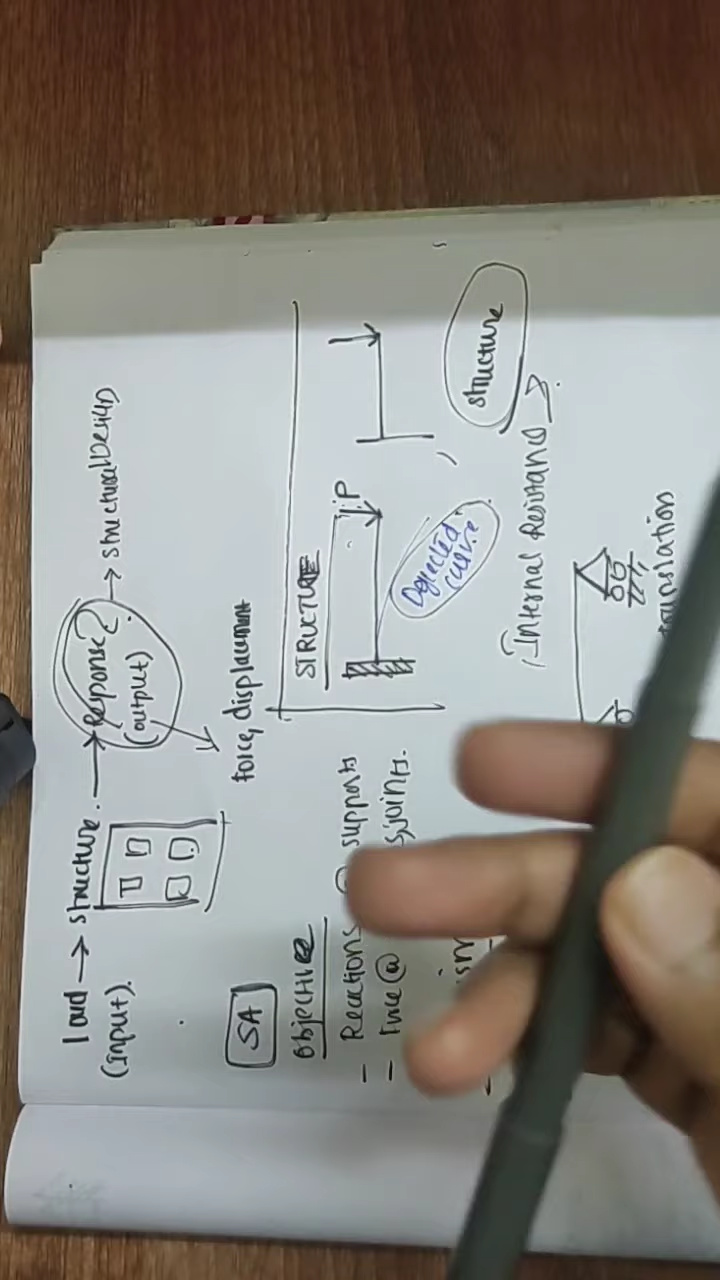 load → structure. → Response?. → structural Design
(input).
(output)
force, displacement
SA
Objective
- Reactions @ supports
- Force @ joints.
STRUCTURE
P
,
Deflected
curve.
structure
, Internal Resistance → ?.
translation